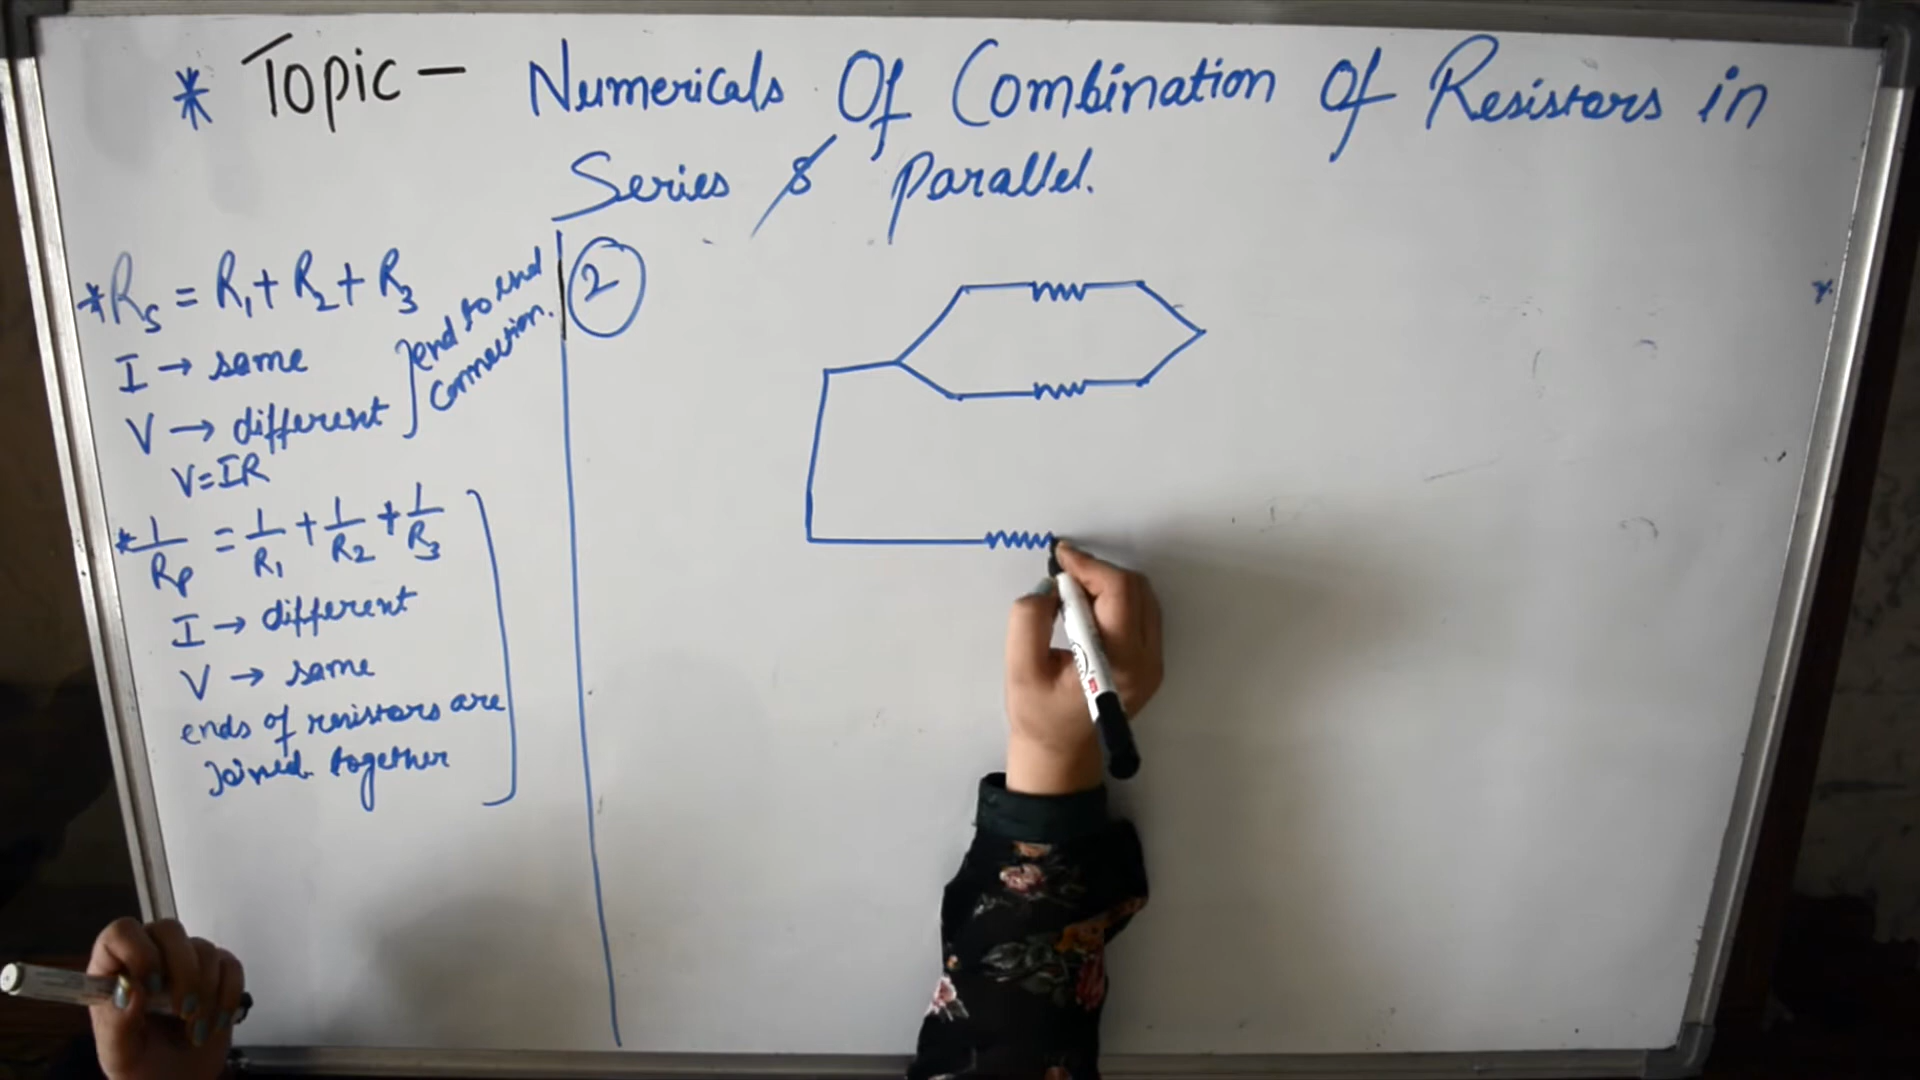 * Topic - Numericals Of Combination Of Resistors in
Series & parallel.
*Rs = R1 + R2 + R3
I → same
V → different
V = IR
end to end
connection.
* 1/Rp = 1/R1 + 1/R2 + 1/R3
I → different
V → same
ends of resistors are
joined together
2